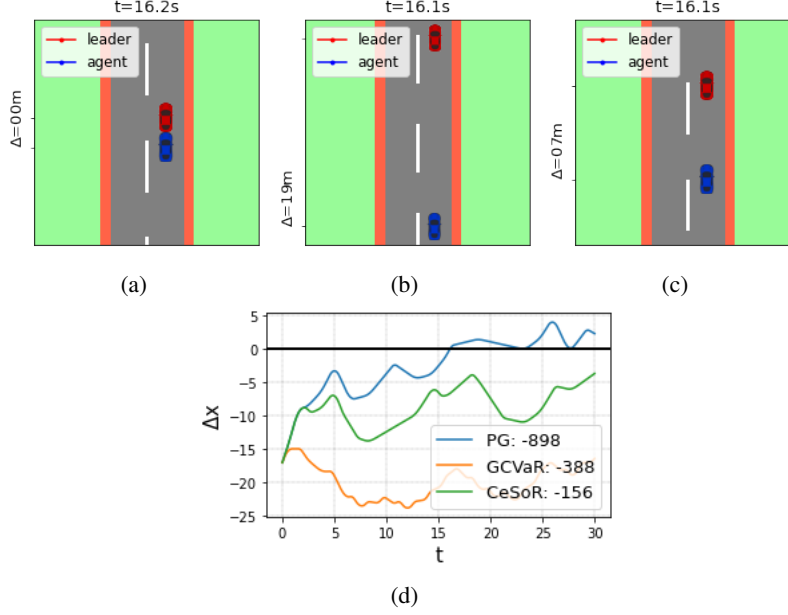 t=16.2s
leader
agent
Δ=00m
(a)
t=16.1s
leader
agent
Δ=19m
(b)
t=16.1s
leader
agent
Δ=07m
(c)
5
0
−5
−10
−15
−20
−25
Δx
PG: -898
GCVaR: -388
CeSoR: -156
0 5 10 15 20 25 30
t
(d)